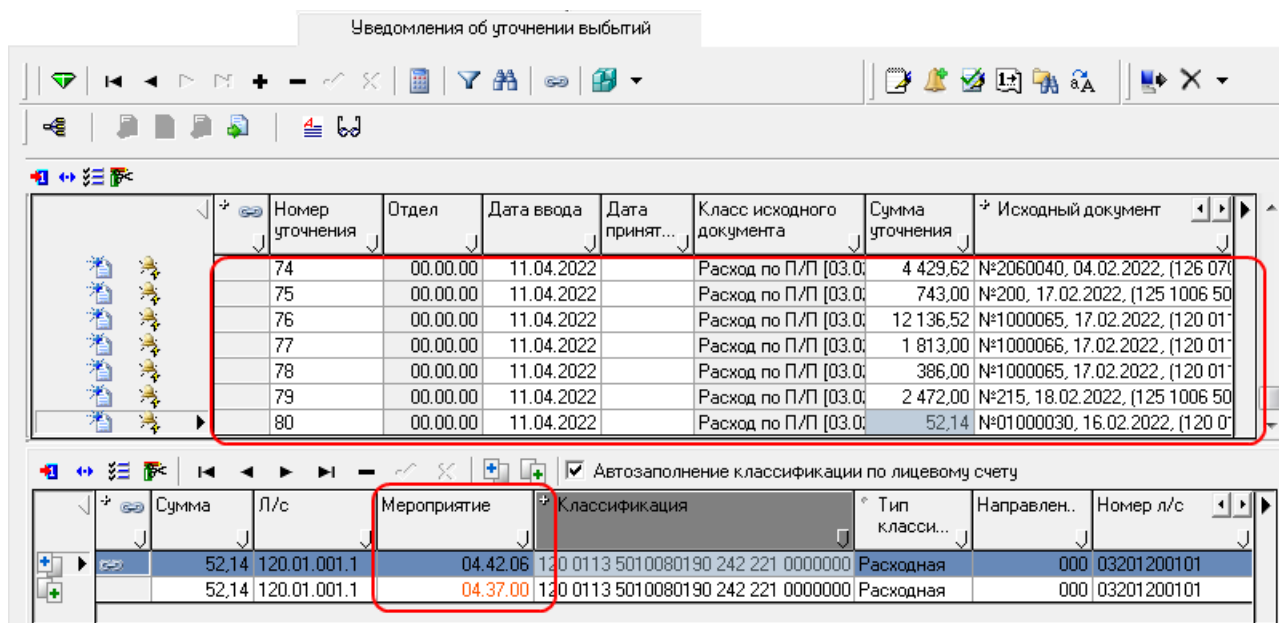 Уведомления об уточнении выбытий
Номер уточнения Отдел Дата ввода Дата принят... Класс исходного документа Сумма уточнения Исходный документ
74 00.00.00 11.04.2022 Расход по П/П [03.0 4 429,62 №2060040, 04.02.2022, (126 070
75 00.00.00 11.04.2022 Расход по П/П [03.0 743,00 №200, 17.02.2022, (125 1006 50
76 00.00.00 11.04.2022 Расход по П/П [03.0 12 136,52 №1000065, 17.02.2022, (120 011
77 00.00.00 11.04.2022 Расход по П/П [03.0 1 813,00 №1000066, 17.02.2022, (120 011
78 00.00.00 11.04.2022 Расход по П/П [03.0 386,00 №1000065, 17.02.2022, (120 011
79 00.00.00 11.04.2022 Расход по П/П [03.0 2 472,00 №215, 18.02.2022, (125 1006 50
80 00.00.00 11.04.2022 Расход по П/П [03.0 52,14 №01000030, 16.02.2022, (120 0
Автозаполнение классификации по лицевому счету
Сумма Л/с Мероприятие Классификация Тип класси... Направлен.. Номер л/с
52,14 120.01.001.1 04.42.06 120 0113 5010080190 242 221 0000000 Расходная 000 03201200101
52,14 120.01.001.1 04.37.00 120 0113 5010080190 242 221 0000000 Расходная 000 03201200101